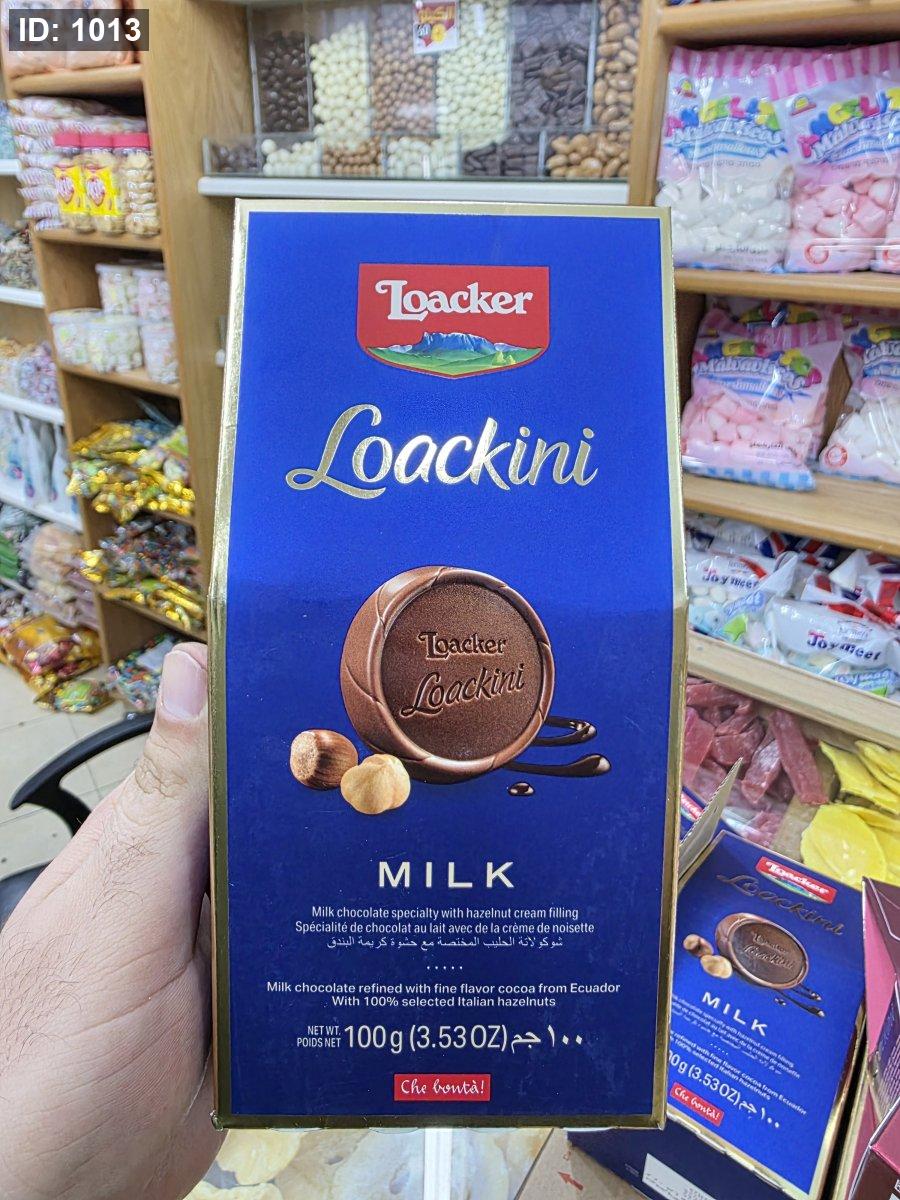 ID: 1013
Loacker
Loackini
Loacker
Loackini
MILK
Milk chocolate specialty with hazelnut cream filling
Spécialité de chocolat au lait avec de la crème de noisette
شوكولاتة الحليب المختصة مع حشوة كريمة البندق
Milk chocolate refined with fine flavor cocoa from Ecuador
With 100% selected Italian hazelnuts
NET WT.
POIDS NET 100g (3.53OZ) ١٠٠ جم
Che bontà!
Loacker
Loackini
Loackini
MILK
Che bontà!
Joymeet